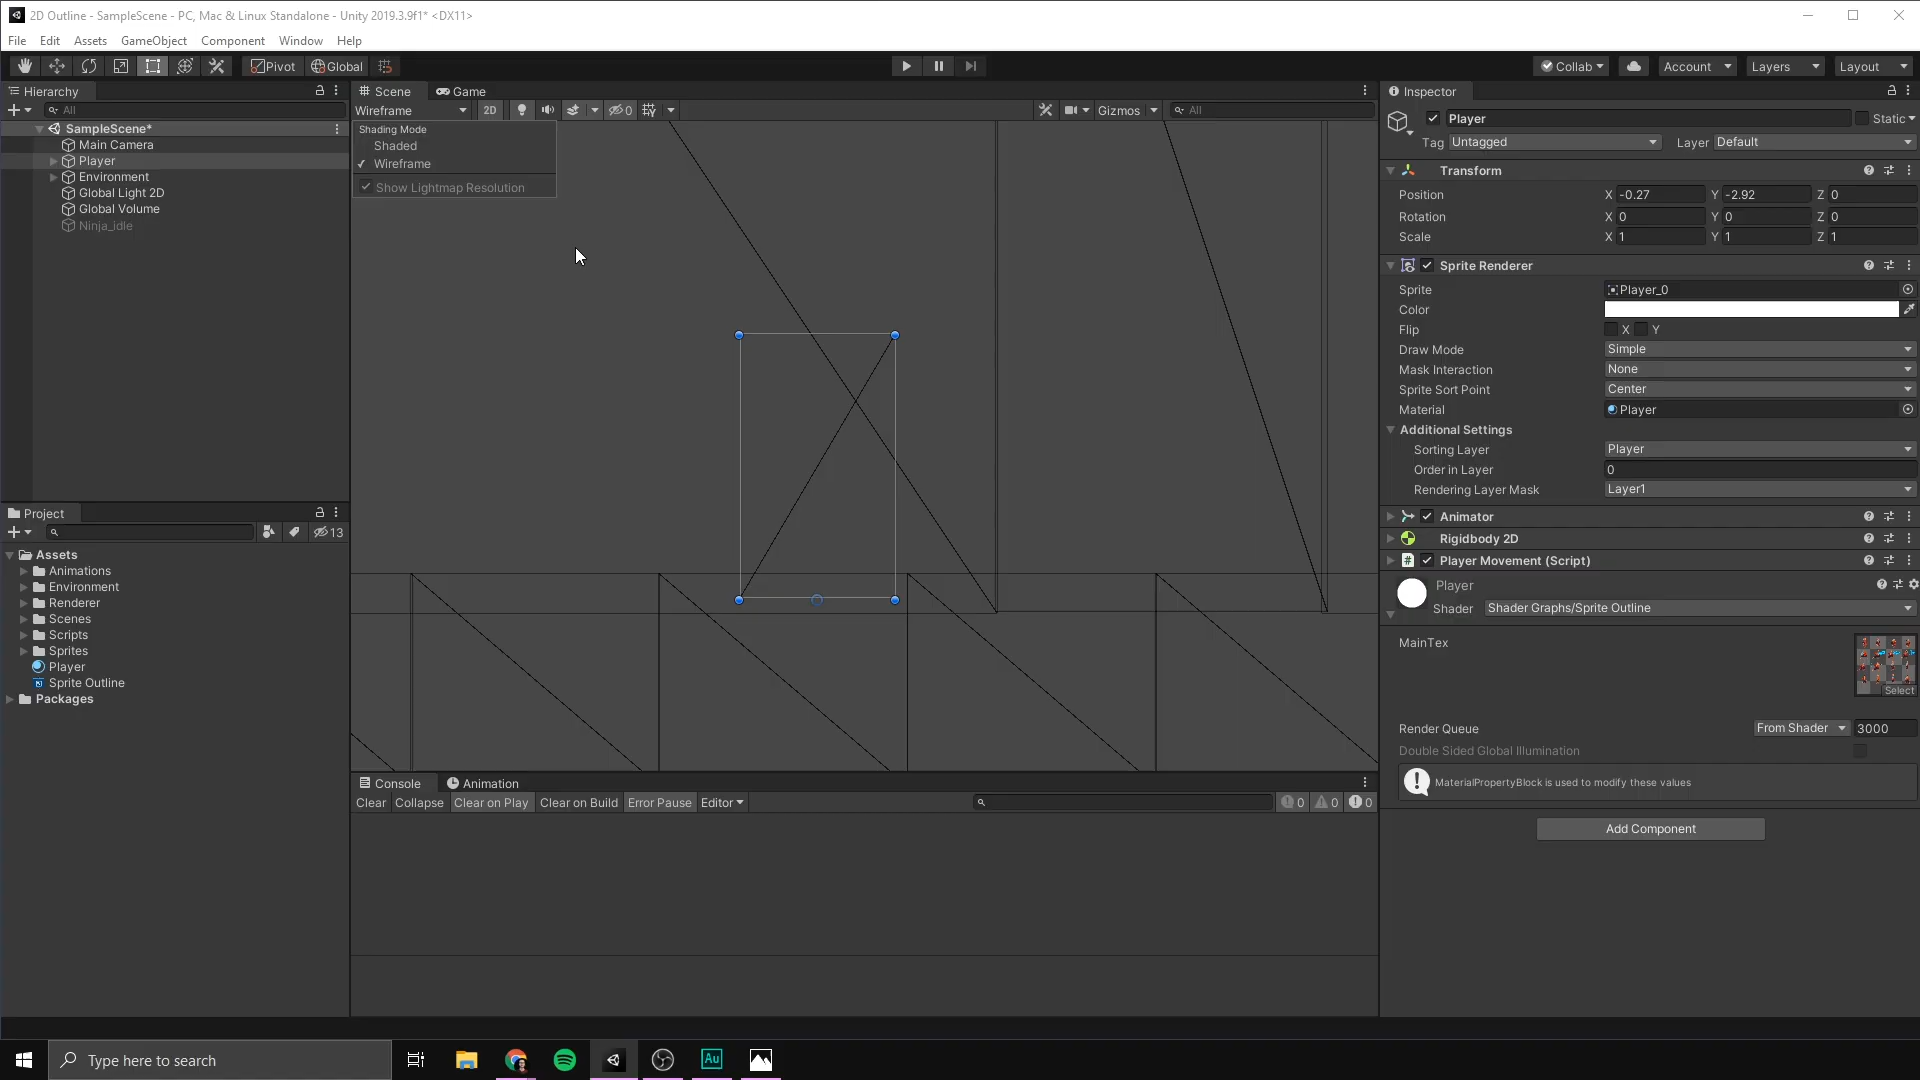 2D Outline - SampleScene - PC, Mac & Linux Standalone - Unity 2019.3.9f1* <DX11>
File Edit Assets GameObject Component Window Help
Pivot Global Collab Account Layers Layout
Hierarchy
All
SampleScene*
Main Camera
Player
Environment
Global Light 2D
Global Volume
Ninja_idle
Scene Game
Wireframe 2D 0 Gizmos All
Shading Mode
Shaded
Wireframe
Show Lightmap Resolution
Project
13
Assets
Animations
Environment
Renderer
Scenes
Scripts
Sprites
Player
Sprite Outline
Packages
Console Animation
Clear Collapse Clear on Play Clear on Build Error Pause Editor 0 0 0
Inspector
Player Static
Tag Untagged Layer Default
Transform
Position X -0.27 Y -2.92 Z 0
Rotation X 0 Y 0 Z 0
Scale X 1 Y 1 Z 1
Sprite Renderer
Sprite Player_0
Color
Flip X Y
Draw Mode Simple
Mask Interaction None
Sprite Sort Point Center
Material Player
Additional Settings
Sorting Layer Player
Order in Layer 0
Rendering Layer Mask Layer1
Animator
Rigidbody 2D
# Player Movement (Script)
Player
Shader Shader Graphs/Sprite Outline
MainTex
Select
Render Queue From Shader 3000
Double Sided Global Illumination
MaterialPropertyBlock is used to modify these values
Add Component
Type here to search
Au